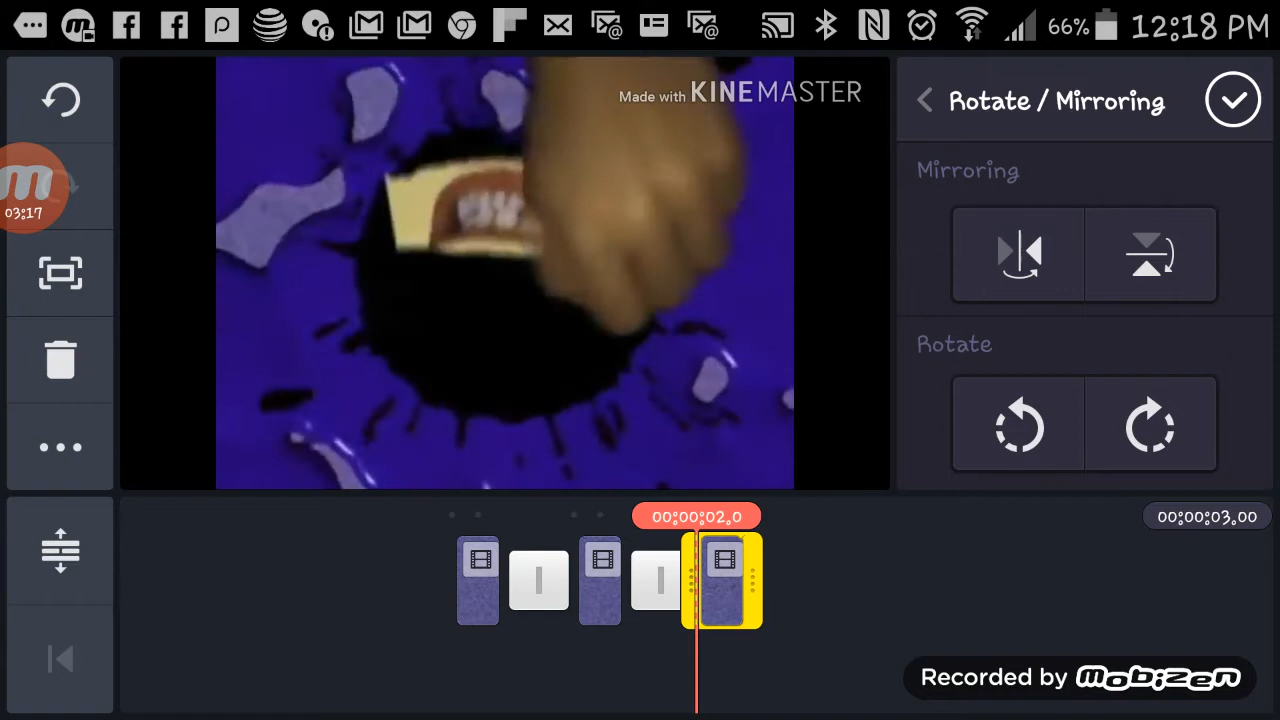 66% 12:18 PM
Made with KINEMASTER
Rotate / Mirroring
03:17
Mirroring
Rotate
00:00:02.0
00:00:03.00
Recorded by mobizen